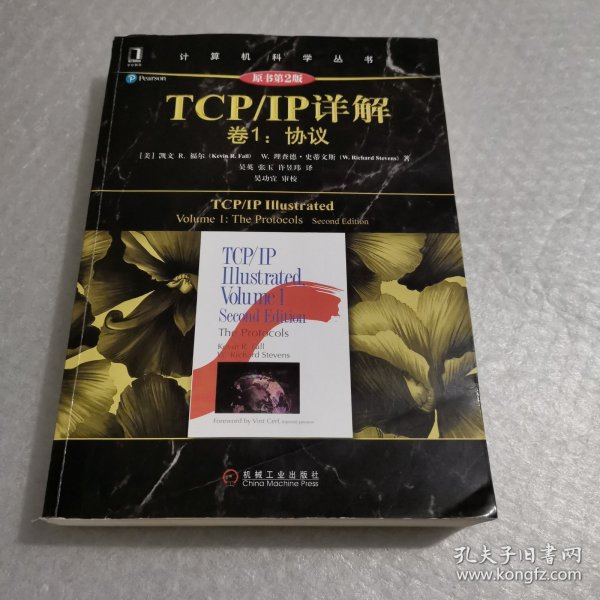 计算机科学丛书
Pearson
原书第2版
TCP/IP详解
卷1：协议
[美] 凯文 R. 福尔 (Kevin R. Fall) W. 理查德·史蒂文斯 (W. Richard Stevens) 著
吴英 张玉 许昱玮 译
吴功宜 审校
TCP/IP Illustrated
Volume 1: The Protocols Second Edition
TCP/IP
Illustrated,
Volume 1
Second Edition
The Protocols
Kevin R. Fall
W. Richard Stevens
Foreword by Vint Cerf,
机械工业出版社
China Machine Press
孔夫子旧书网
www.kongfz.com